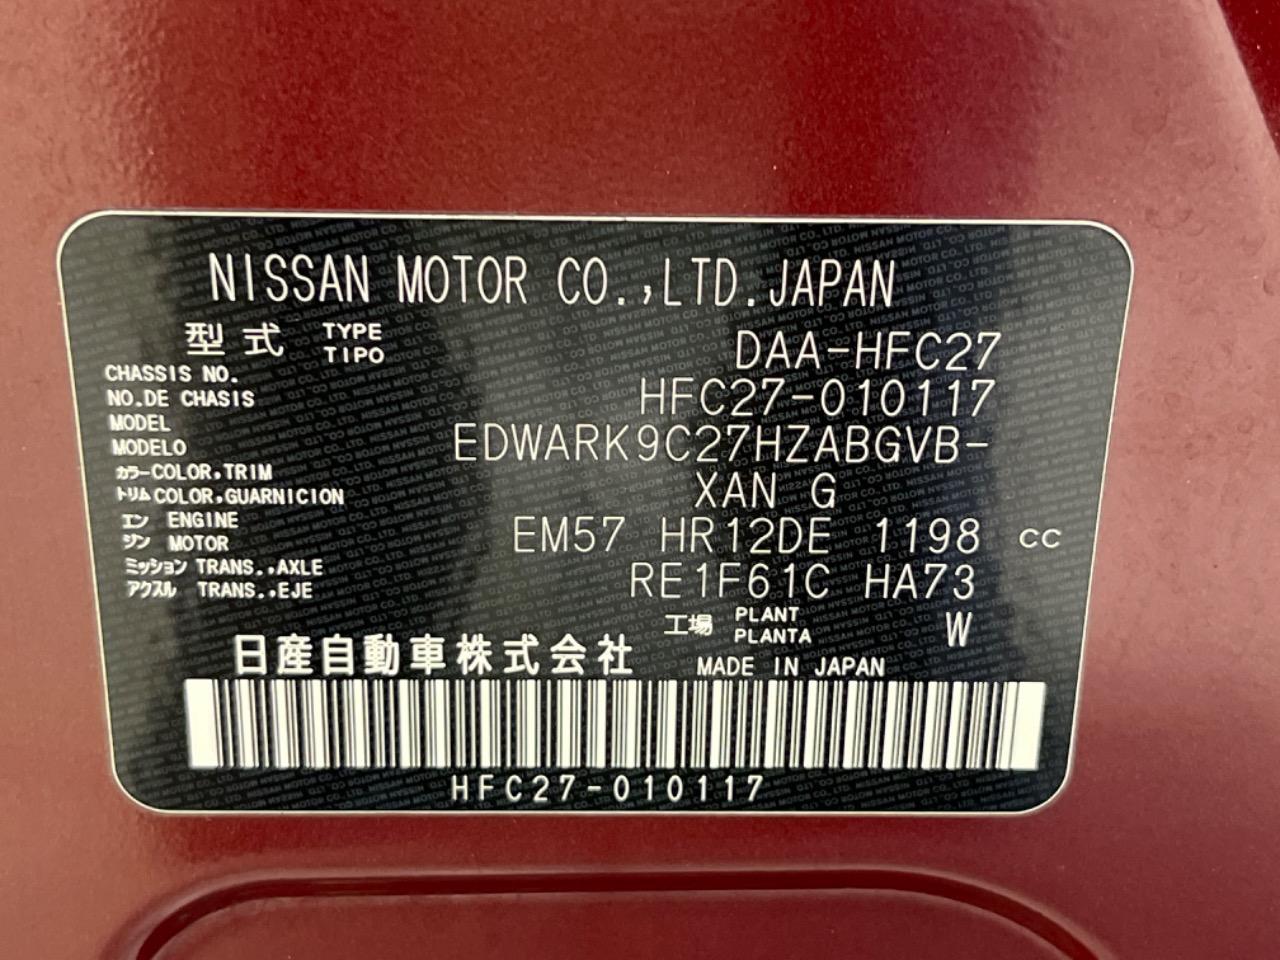 NISSAN MOTOR CO.,LTD.JAPAN
型式 TYPE TIPO DAA-HFC27
CHASSIS NO.
NO.DE CHASIS HFC27-010117
MODEL
MODELO EDWARK9C27HZABGVB-
カラー COLOR,TRIM
トリム COLOR,GUARNICION XAN G
エン ENGINE
ジン MOTOR EM57 HR12DE 1198 CC
ミッション TRANS.,AXLE
アクスル TRANS.,EJE RE1F61C HA73
工場 PLANT PLANTA W
日産自動車株式会社 MADE IN JAPAN
HFC27-010117